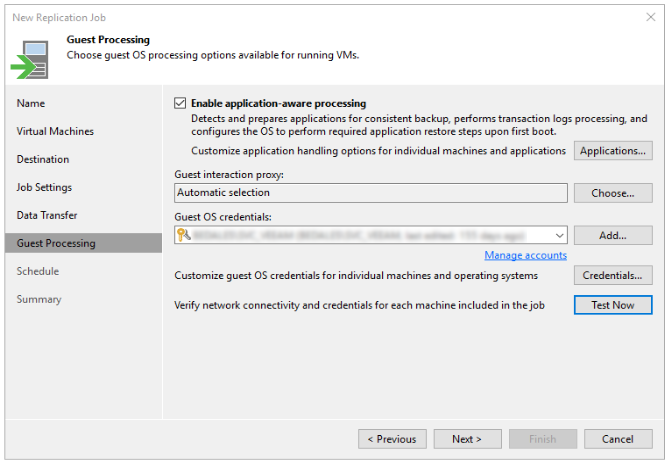 New Replication Job
Guest Processing
Choose guest OS processing options available for running VMs.
Name
Virtual Machines
Destination
Job Settings
Data Transfer
Guest Processing
Schedule
Summary
Enable application-aware processing
Detects and prepares applications for consistent backup, performs transaction logs processing, and
configures the OS to perform required application restore steps upon first boot.
Customize application handling options for individual machines and applications
Applications...
Guest interaction proxy:
Automatic selection
Choose...
Guest OS credentials:
Add...
Manage accounts
Customize guest OS credentials for individual machines and operating systems
Credentials...
Verify network connectivity and credentials for each machine included in the job
Test Now
< Previous
Next >
Finish
Cancel